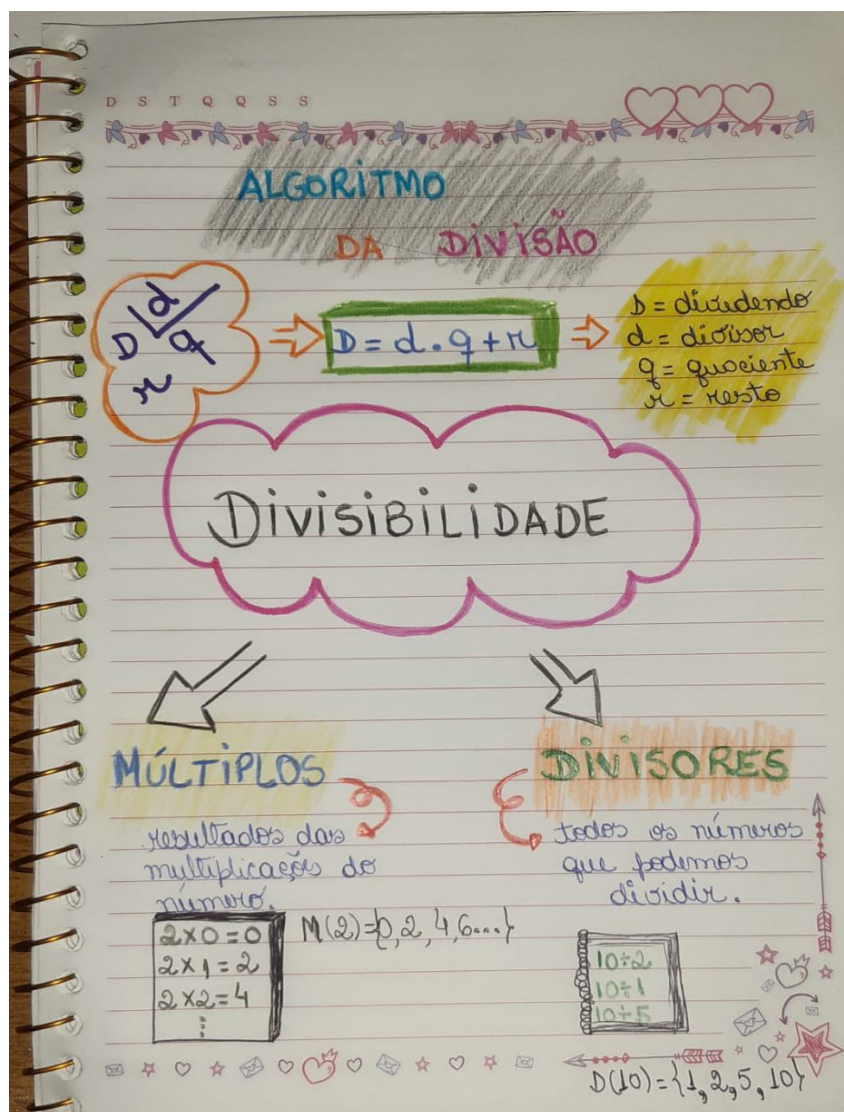 D S T Q Q S S
ALGORITMO
DA DIVISÃO
D d
r q
D = d . q + r
D = dividendo
d = divisor
q = quociente
r = resto
DIVISIBILIDADE
MÚLTIPLOS
resultados das
multiplicações do
número.
2x0=0
2x1=2
2x2=4
⋮
M(2)={0,2,4,6...}
DIVISORES
todos os números
que podemos
dividir.
10÷2
10÷1
10÷5
D(10)={1,2,5,10}